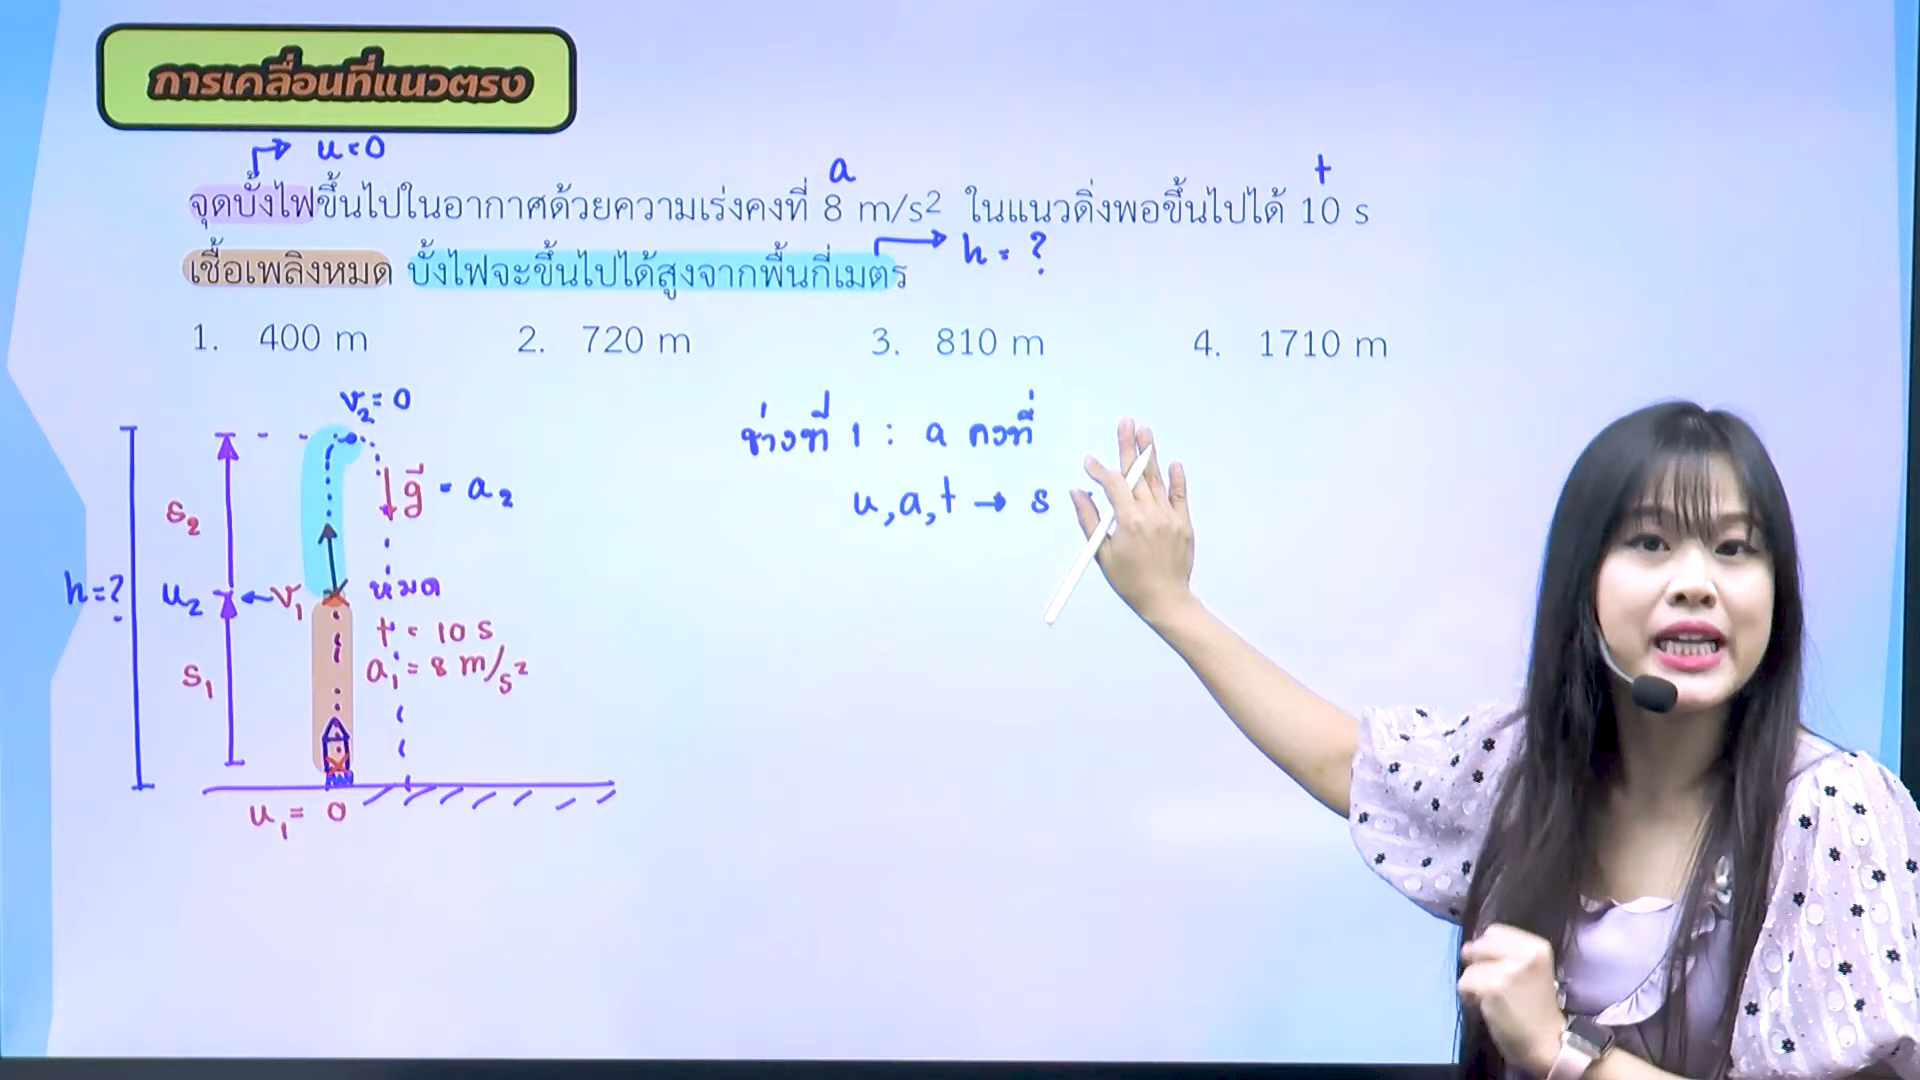 การเคลื่อนที่แนวตรง
u = 0
a
t
จุดบั้งไฟขึ้นไปในอากาศด้วยความเร่งคงที่ 8 m/s2 ในแนวดิ่งพอขึ้นไปได้ 10 s
เชื้อเพลิงหมด บั้งไฟจะขึ้นไปได้สูงจากพื้นกี่เมตร
h = ?
1. 400 m 2. 720 m 3. 810 m 4. 1710 m
v₂ = 0
ช่วงที่ 1 : a คงที่
u, a, t → s
g⃗ = a₂
s₂
h = ?
u₂ ← v₁
หมด
t = 10 s
a₁ = 8 m/s²
s₁
u₁ = 0